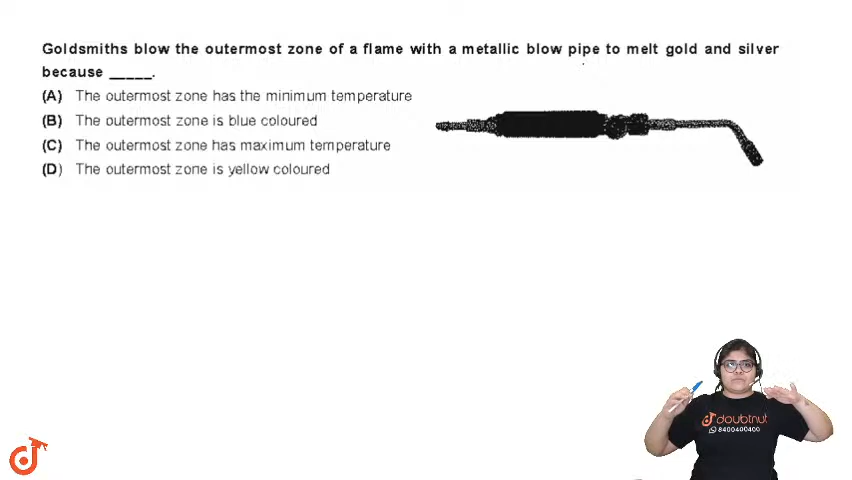 Goldsmiths blow the outermost zone of a flame with a metallic blow pipe to melt gold and silver
because _____.
(A) The outermost zone has the minimum temperature
(B) The outermost zone is blue coloured
(C) The outermost zone has maximum temperature
(D) The outermost zone is yellow coloured
doubtnut
8400400400